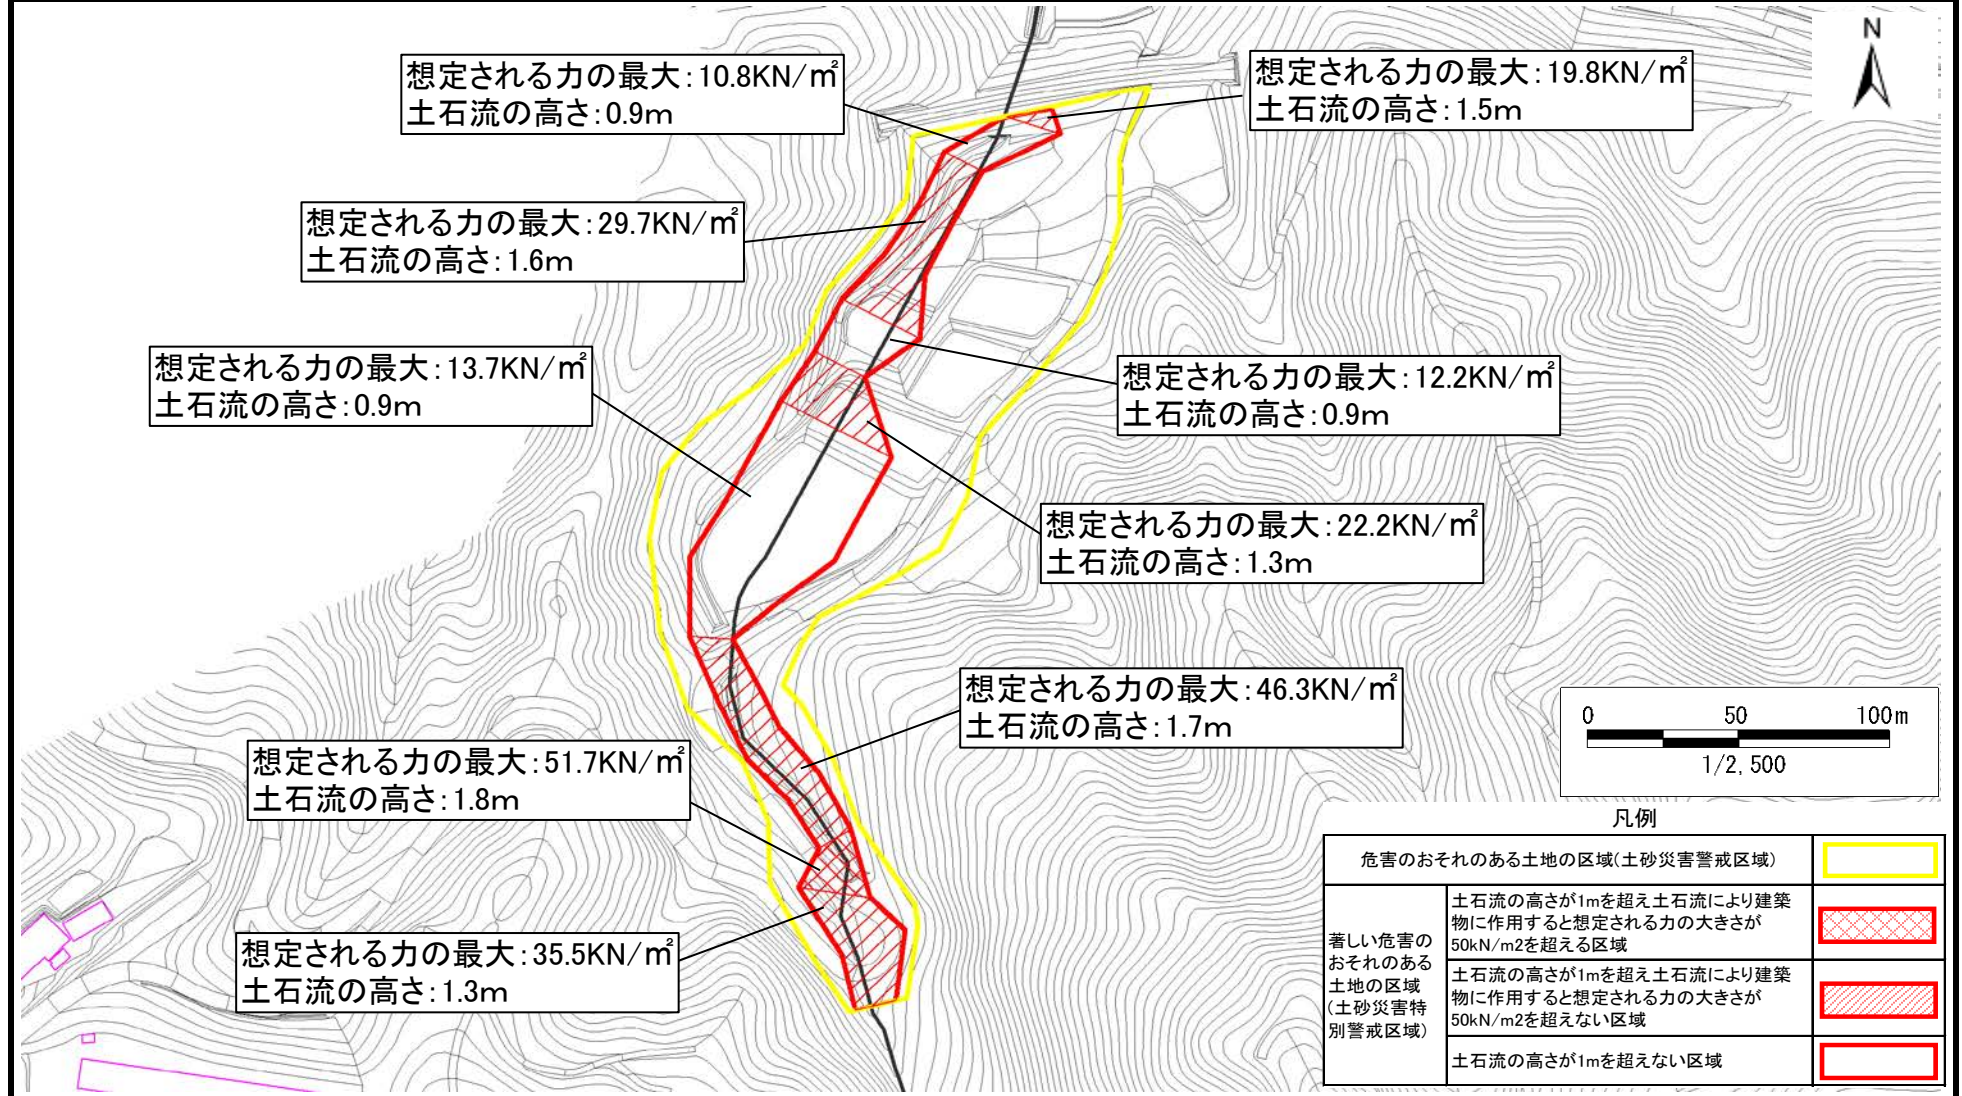 N
想定される力の最大:10.8KN/㎡
土石流の高さ:0.9m
想定される力の最大:19.8KN/㎡
土石流の高さ:1.5m
想定される力の最大:29.7KN/㎡
土石流の高さ:1.6m
想定される力の最大:13.7KN/㎡
土石流の高さ:0.9m
想定される力の最大:12.2KN/㎡
土石流の高さ:0.9m
想定される力の最大:22.2KN/㎡
土石流の高さ:1.3m
想定される力の最大:46.3KN/㎡
土石流の高さ:1.7m
想定される力の最大:51.7KN/㎡
土石流の高さ:1.8m
想定される力の最大:35.5KN/㎡
土石流の高さ:1.3m
0 50 100m
1/2,500
凡例
危害のおそれのある土地の区域(土砂災害警戒区域)
著しい危害の
おそれのある
土地の区域
(土砂災害特
別警戒区域)
土石流の高さが1mを超え土石流により建築
物に作用すると想定される力の大きさが
50kN/m2を超える区域
土石流の高さが1mを超え土石流により建築
物に作用すると想定される力の大きさが
50kN/m2を超えない区域
土石流の高さが1mを超えない区域